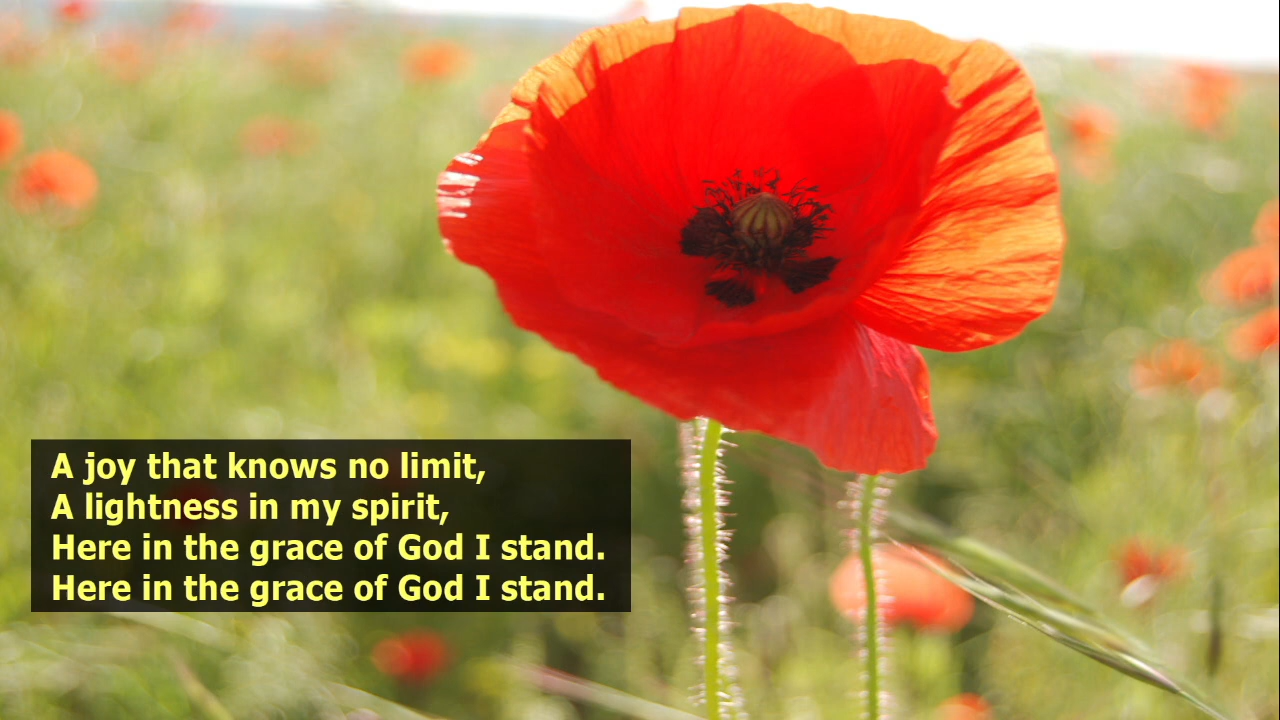 A joy that knows no limit,
A lightness in my spirit,
Here in the grace of God I stand.
Here in the grace of God I stand.